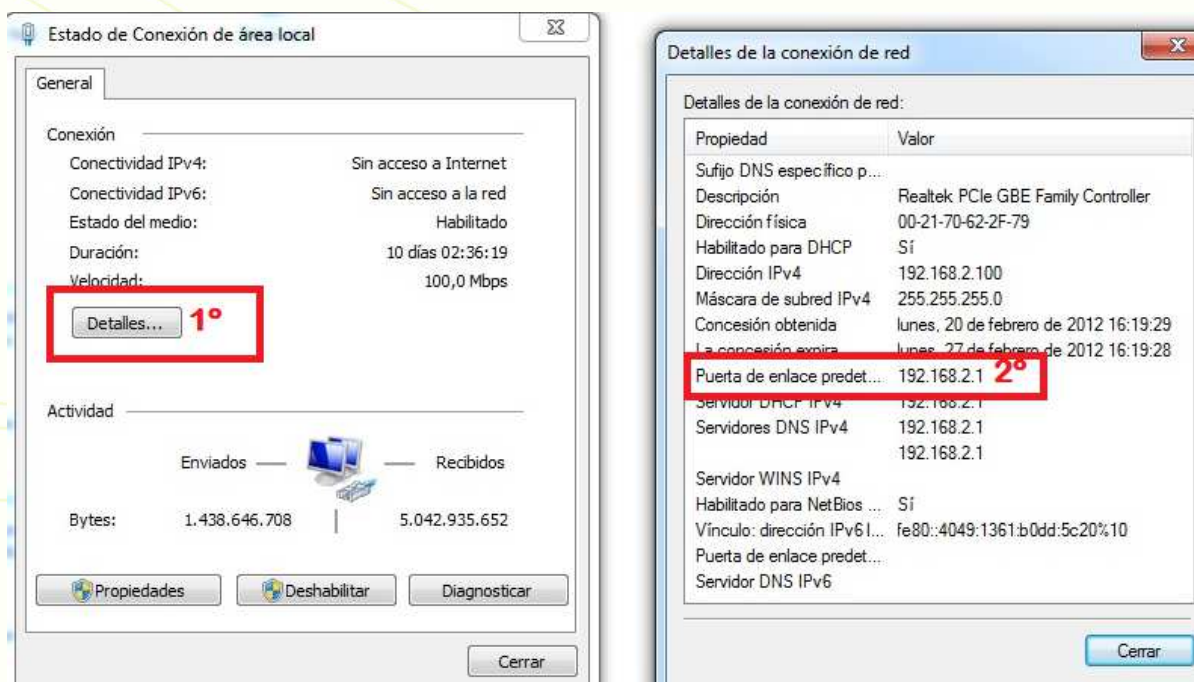 Estado de Conexión de área local
General
Conexión
Conectividad IPv4: Sin acceso a Internet
Conectividad IPv6: Sin acceso a la red
Estado del medio: Habilitado
Duración: 10 días 02:36:19
Velocidad: 100,0 Mbps
Detalles... 1º
Actividad
Enviados — Recibidos
Bytes: 1.438.646.708 | 5.042.935.652
Propiedades Deshabilitar Diagnosticar
Cerrar
Detalles de la conexión de red
Detalles de la conexión de red:
Propiedad Valor
Sufijo DNS específico p...
Descripción Realtek PCIe GBE Family Controller
Dirección física 00-21-70-62-2F-79
Habilitado para DHCP Sí
Dirección IPv4 192.168.2.100
Máscara de subred IPv4 255.255.255.0
Concesión obtenida lunes, 20 de febrero de 2012 16:19:29
La concesión expira lunes, 27 de febrero de 2012 16:19:28
Puerta de enlace predet... 192.168.2.1 2º
Servidor DHCP IPv4 192.168.2.1
Servidores DNS IPv4 192.168.2.1
192.168.2.1
Servidor WINS IPv4
Habilitado para NetBios ... Sí
Vínculo: dirección IPv6 l... fe80::4049:1361:b0dd:5c20%10
Puerta de enlace predet...
Servidor DNS IPv6
Cerrar